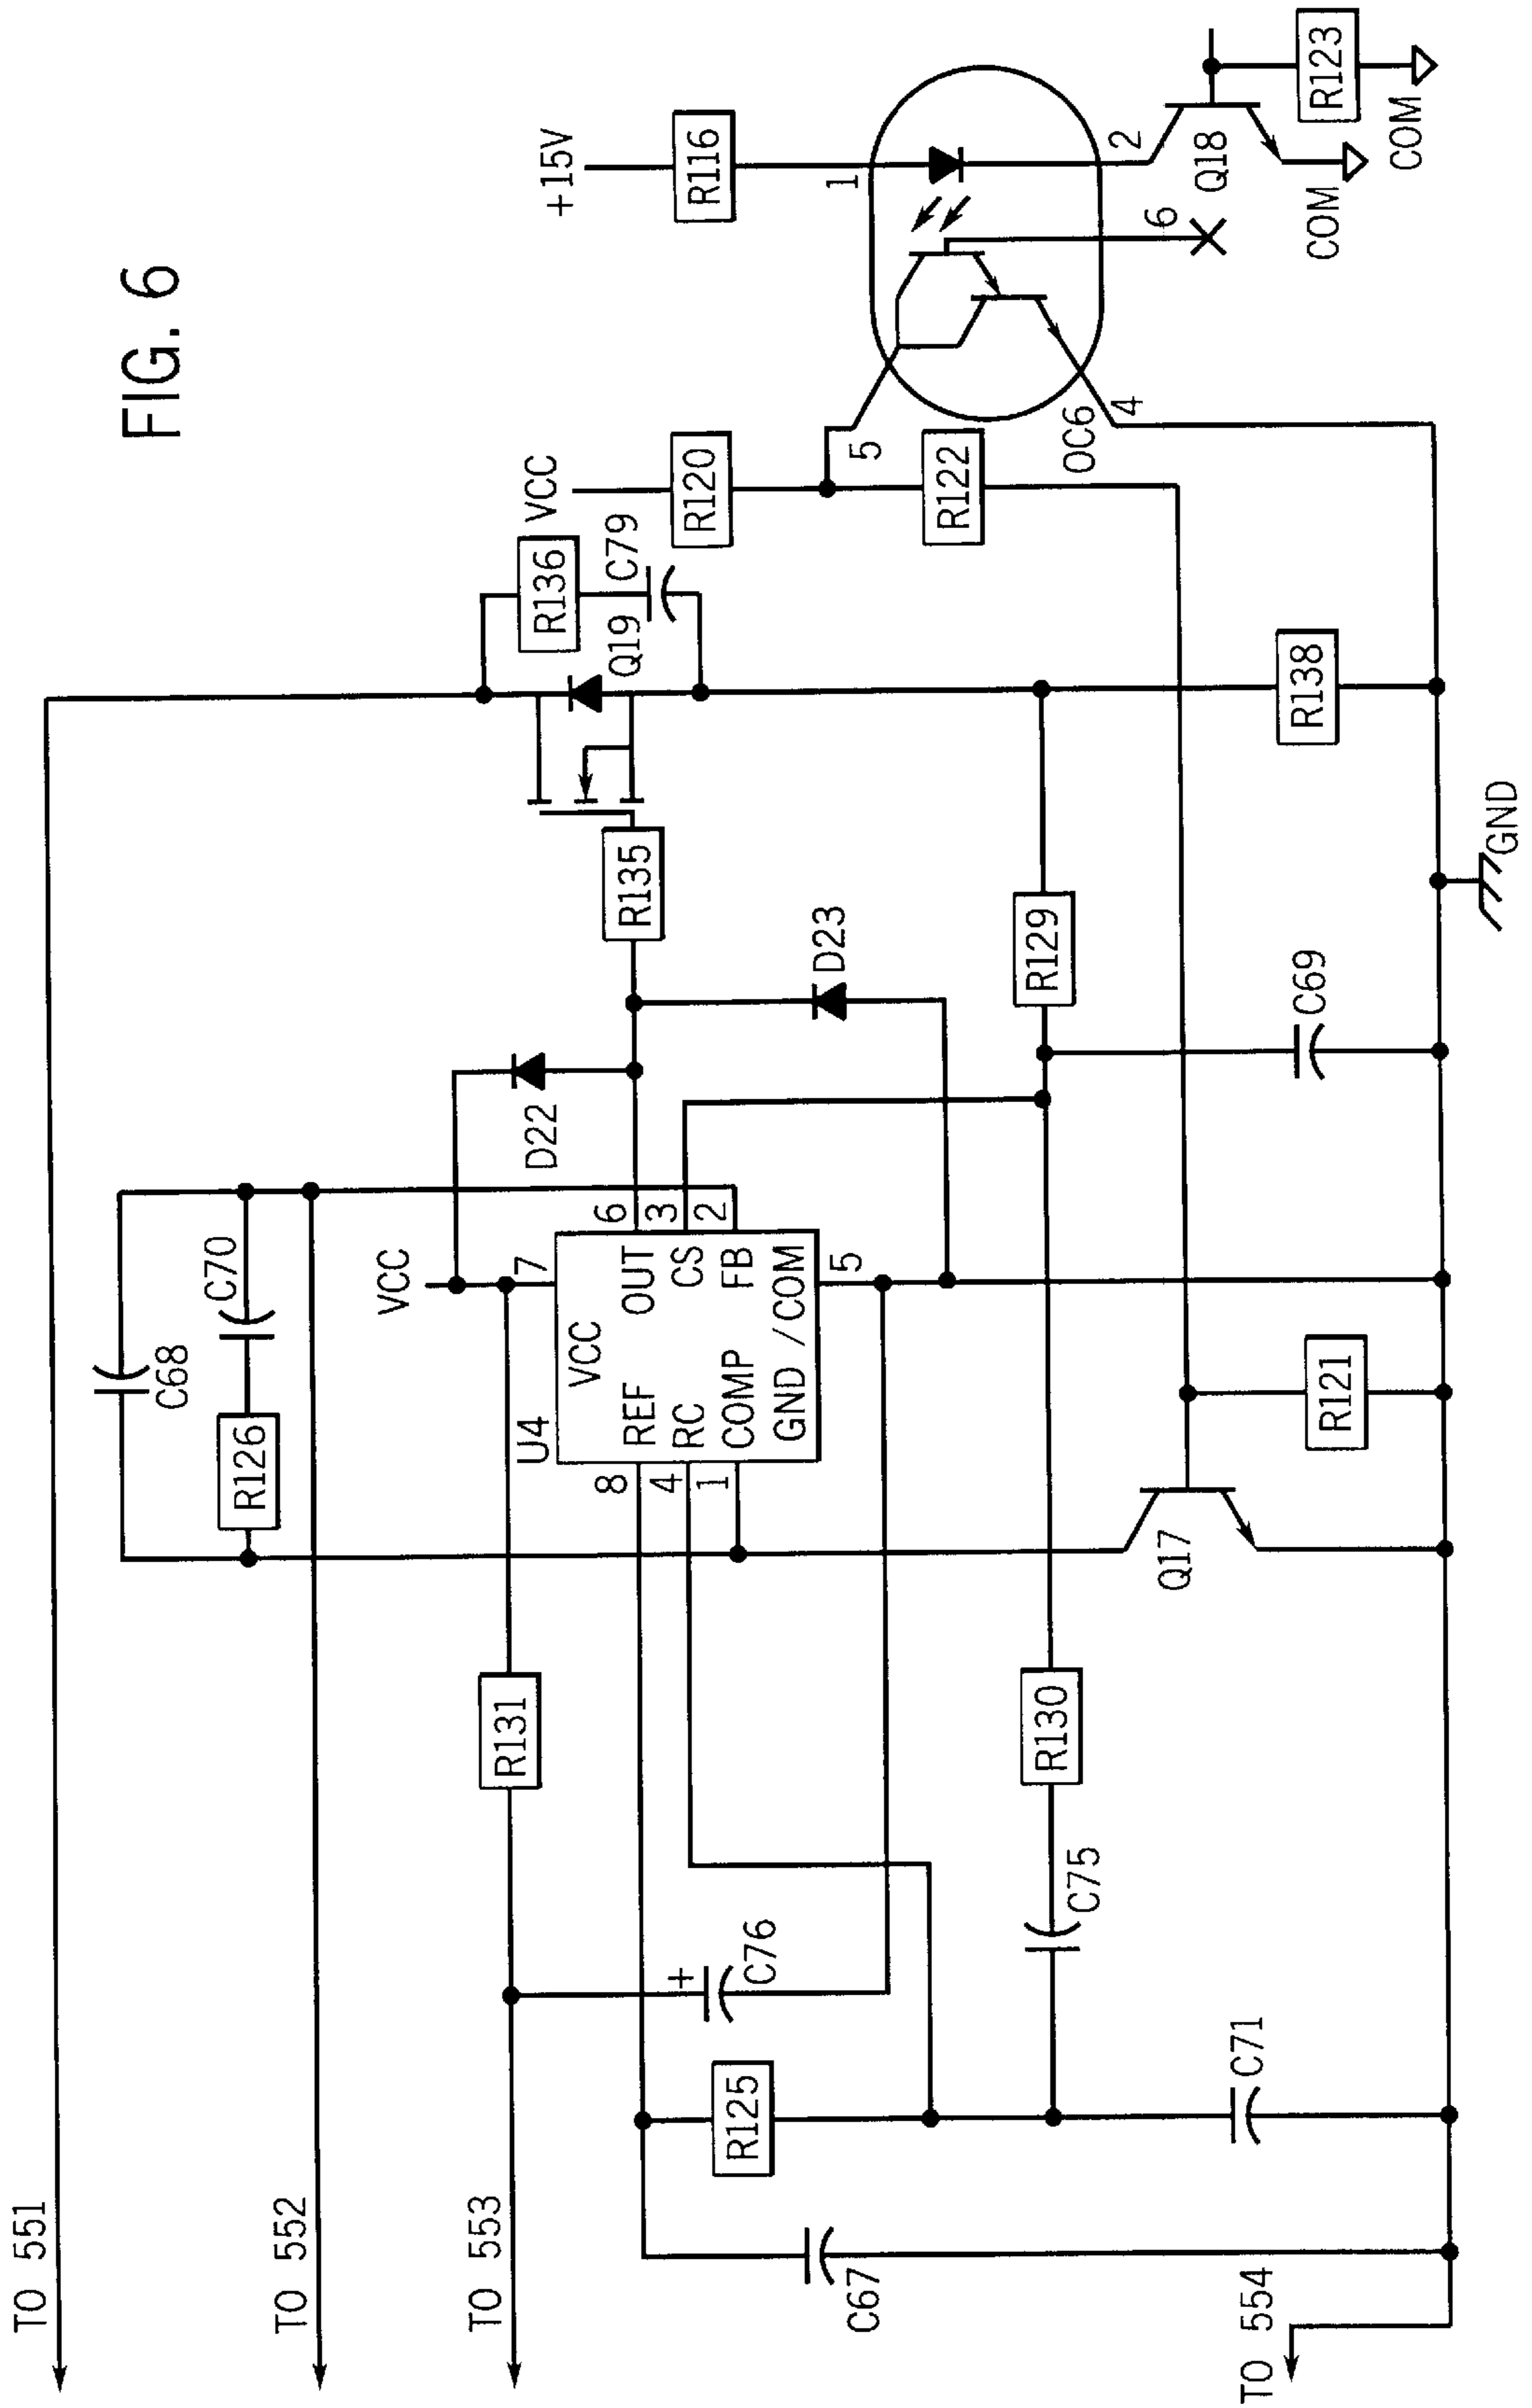 FIG. 6
TO 551
TO 552
TO 553
TO 554
C68
R126
C70
VCC
R131
U4
VCC
REF
RC
COMP
GND /COM
OUT
CS
FB
7
8
4
1
6
3
2
5
D22
D23
R135
Q19
R136
C79
VCC
R120
R122
5
OC6
4
+15V
R116
1
2
6
Q18
R123
COM
COM
C76
+
R125
C67
C71
C75
R130
R129
C69
Q17
R121
R138
GND